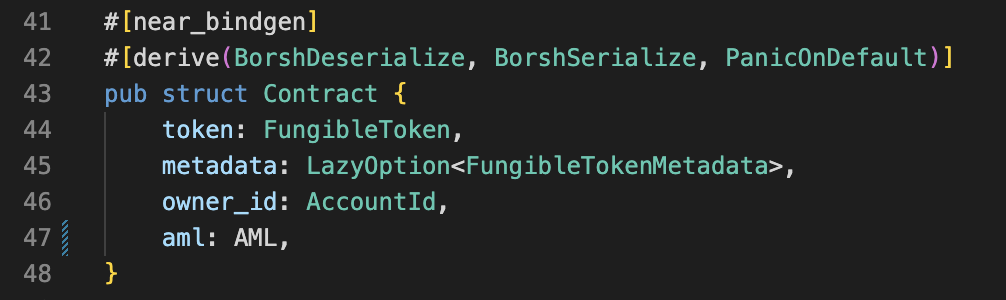 41 #[near_bindgen]
42 #[derive(BorshDeserialize, BorshSerialize, PanicOnDefault)]
43 pub struct Contract {
44     token: FungibleToken,
45     metadata: LazyOption<FungibleTokenMetadata>,
46     owner_id: AccountId,
47     aml: AML,
48 }